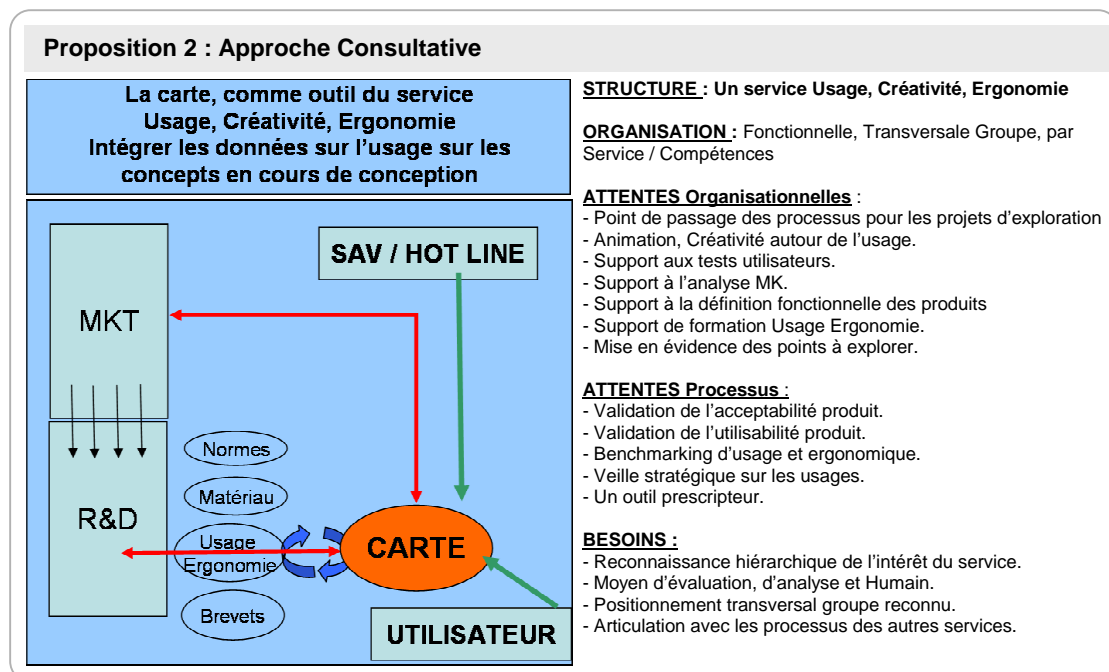 Proposition 2 : Approche Consultative
La carte, comme outil du service
Usage, Créativité, Ergonomie
Intégrer les données sur l'usage sur les
concepts en cours de conception
SAV / HOT LINE
MKT
R&D
Normes
Matériau
Usage
Ergonomie
Brevets
CARTE
UTILISATEUR
STRUCTURE : Un service Usage, Créativité, Ergonomie
ORGANISATION : Fonctionnelle, Transversale Groupe, par
Service / Compétences
ATTENTES Organisationnelles :
- Point de passage des processus pour les projets d'exploration
- Animation, Créativité autour de l'usage.
- Support aux tests utilisateurs.
- Support à l'analyse MK.
- Support à la définition fonctionnelle des produits
- Support de formation Usage Ergonomie.
- Mise en évidence des points à explorer.
ATTENTES Processus :
- Validation de l'acceptabilité produit.
- Validation de l'utilisabilité produit.
- Benchmarking d'usage et ergonomique.
- Veille stratégique sur les usages.
- Un outil prescripteur.
BESOINS :
- Reconnaissance hiérarchique de l'intérêt du service.
- Moyen d'évaluation, d'analyse et Humain.
- Positionnement transversal groupe reconnu.
- Articulation avec les processus des autres services.